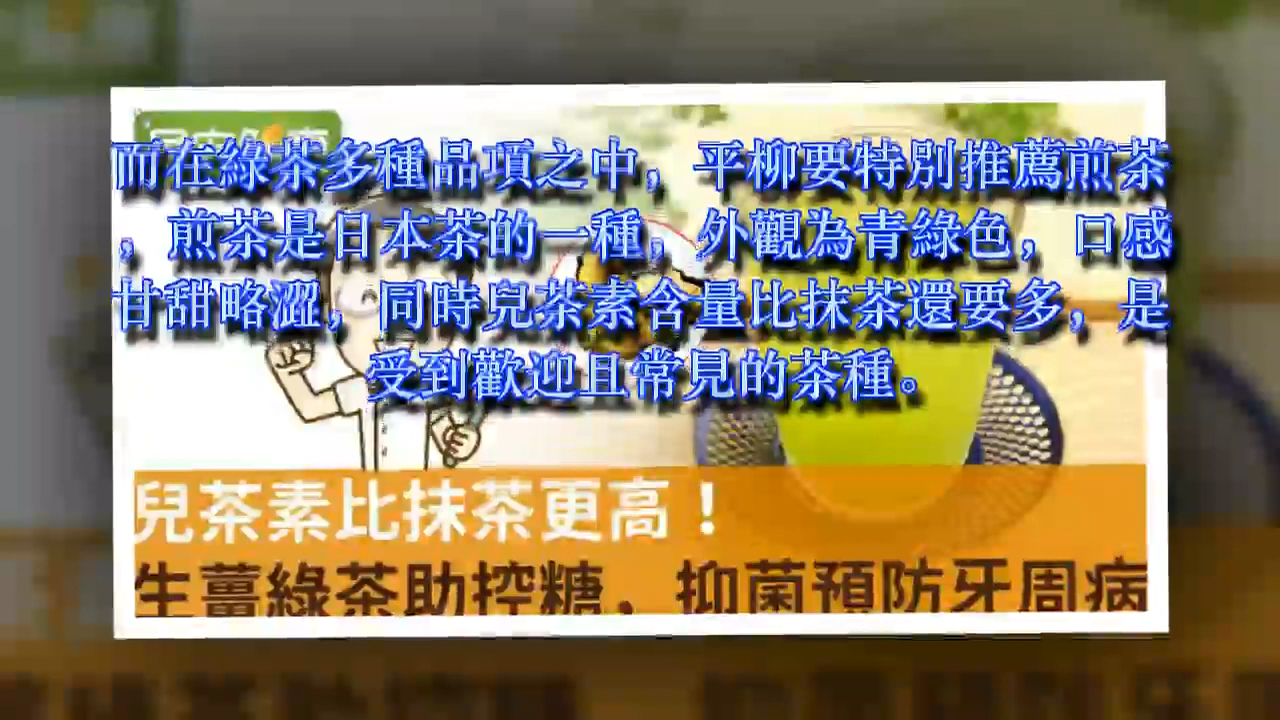 而在綠茶多種品項之中，平柳要特別推薦煎茶
，煎茶是日本茶的一種，外觀為青綠色，口感
甘甜略澀，同時兒茶素含量比抹茶還要多，是
受到歡迎且常見的茶種。
兒茶素比抹茶更高！
生薑綠茶助控糖，抑菌預防牙周病